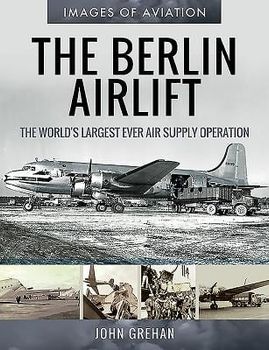 IMAGES OF AVIATION
THE BERLIN
AIRLIFT
THE WORLD'S LARGEST EVER AIR SUPPLY OPERATION
JOHN GREHAN